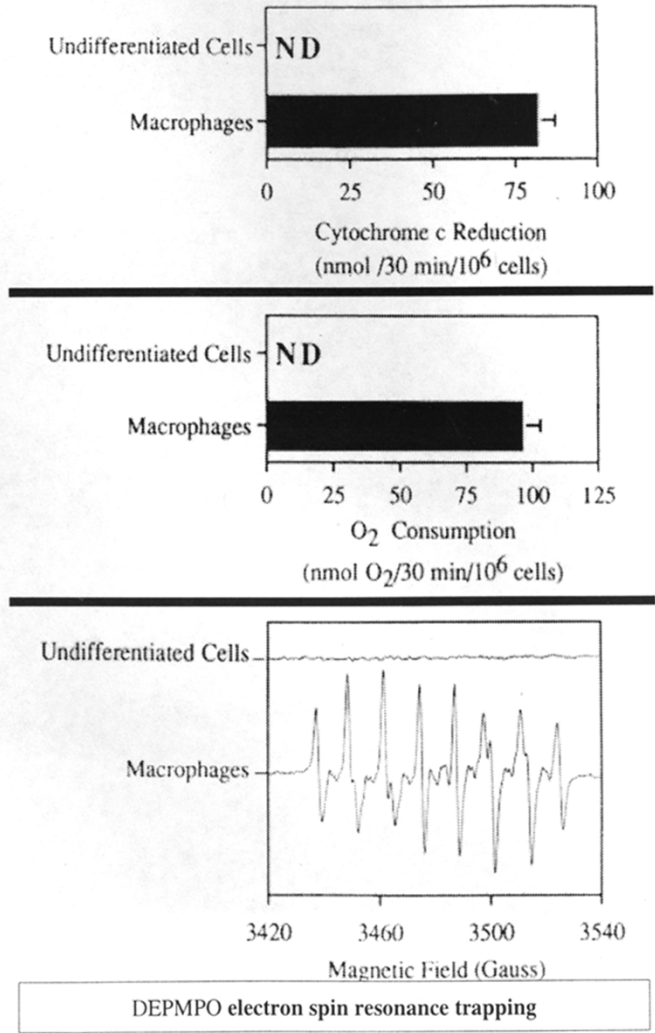 Undifferentiated Cells
ND
Macrophages
0 25 50 75 100
Cytochrome c Reduction
(nmol /30 min/10⁶ cells)
Undifferentiated Cells
ND
Macrophages
0 25 50 75 100 125
O₂ Consumption
(nmol O₂/30 min/10⁶ cells)
Undifferentiated Cells
Macrophages
3420 3460 3500 3540
Magnetic Field (Gauss)
DEPMPO electron spin resonance trapping